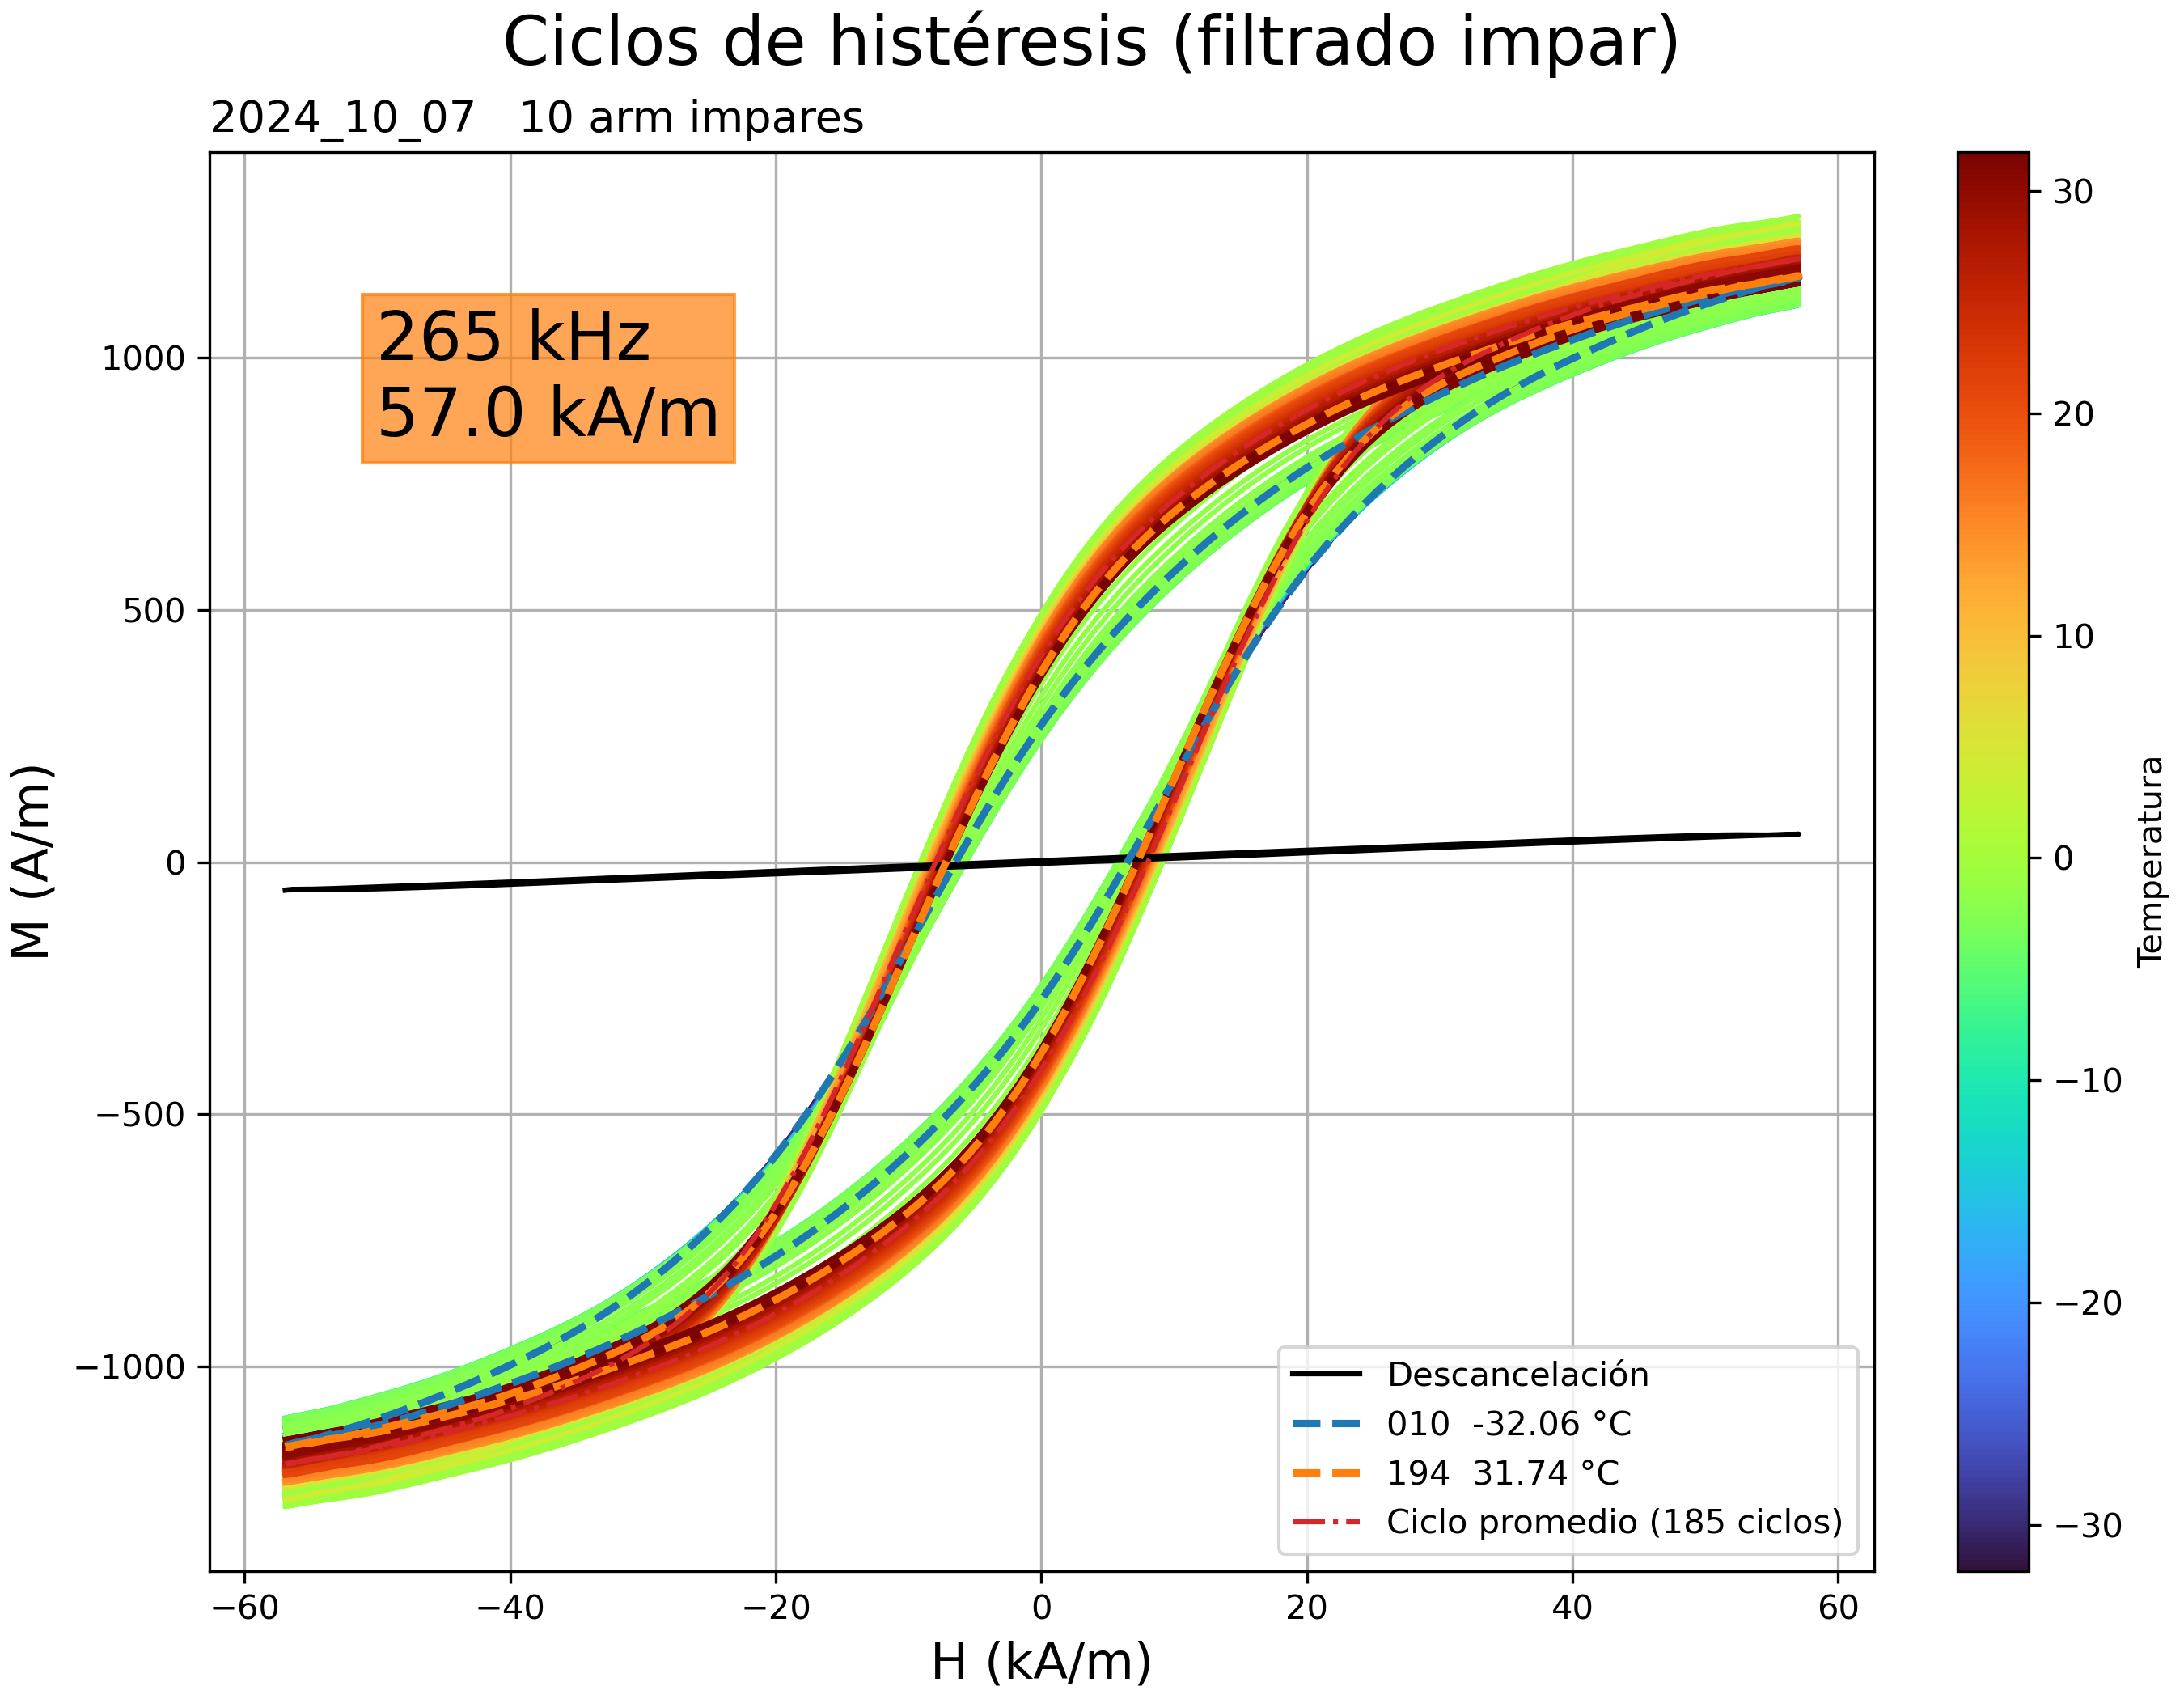 Ciclos de histéresis (filtrado impar)
2024_10_07   10 arm impares
265 kHz
57.0 kA/m
M (A/m)
1000
500
0
−500
−1000
−60
−40
−20
0
20
40
60
H (kA/m)
Descancelación
010  -32.06 °C
194  31.74 °C
Ciclo promedio (185 ciclos)
30
20
10
0
−10
−20
−30
Temperatura